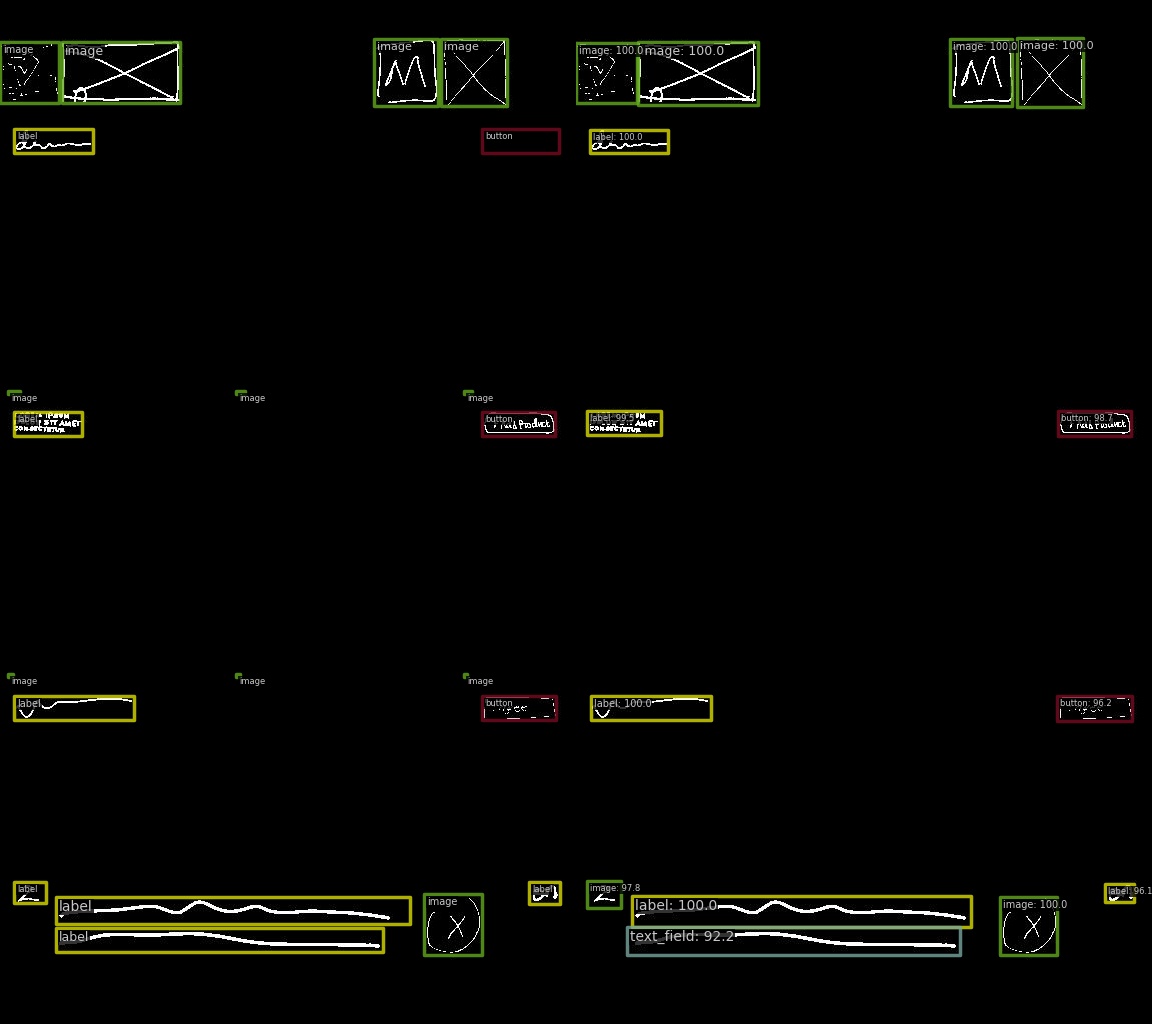 image image image image image: 100.0 image: 100.0 image: 100.0 image: 100.0
label button label: 100.0
image image image
label button label: 99.5 button: 98.7
SIT AMET Product
CONSECTETUR
image image image
label button label: 100.0 button: 96.2
label label image: 97.8 label: 96.1
label image label: 100.0 image: 100.0
label text_field: 92.2